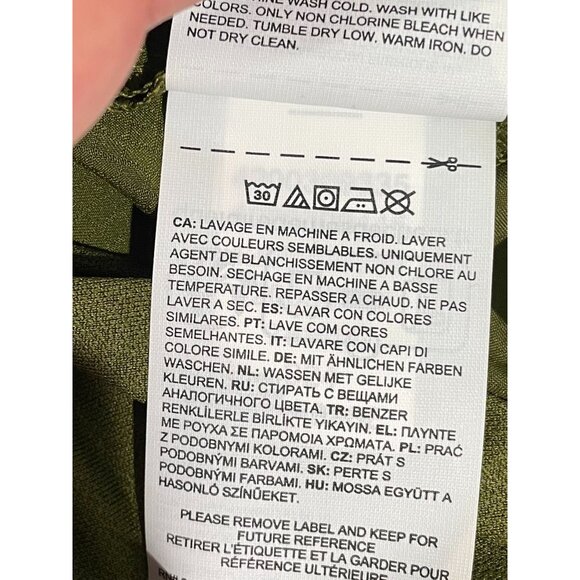 WASH COLD. WASH WITH LIKE
COLORS. ONLY NON CHLORINE BLEACH WHEN
NEEDED. TUMBLE DRY LOW. WARM IRON. DO
NOT DRY CLEAN.
30
CA: LAVAGE EN MACHINE A FROID. LAVER
AVEC COULEURS SEMBLABLES. UNIQUEMENT
AGENT DE BLANCHISSEMENT NON CHLORE AU
BESOIN. SECHAGE EN MACHINE A BASSE
TEMPERATURE. REPASSER A CHAUD. NE PAS
LAVER A SEC. ES: LAVAR CON COLORES
SIMILARES. PT: LAVE COM CORES
SEMELHANTES. IT: LAVARE CON CAPI DI
COLORE SIMILE. DE: MIT ÄHNLICHEN FARBEN
WASCHEN. NL: WASSEN MET GELIJKE
KLEUREN. RU: СТИРАТЬ С ВЕЩАМИ
АНАЛОГИЧНОГО ЦВЕТА. TR: BENZER
RENKLİLERLE BİRLİKTE YIKAYIN. EL: ΠΛΥΝΤΕ
ΜΕ ΡΟΥΧΑ ΣΕ ΠΑΡΟΜΟΙΑ ΧΡΩΜΑΤΑ. PL: PRAĆ
Z PODOBNYMI KOLORAMI. CZ: PRÁT S
PODOBNÝMI BARVAMI. SK: PERTE S
PODOBNÝMI FARBAMI. HU: MOSSA EGYÜTT A
HASONLÓ SZÍNŰEKET.
PLEASE REMOVE LABEL AND KEEP FOR
FUTURE REFERENCE
RETIRER L'ÉTIQUETTE ET LA GARDER POUR
RÉFÉRENCE ULTÉRIEURE